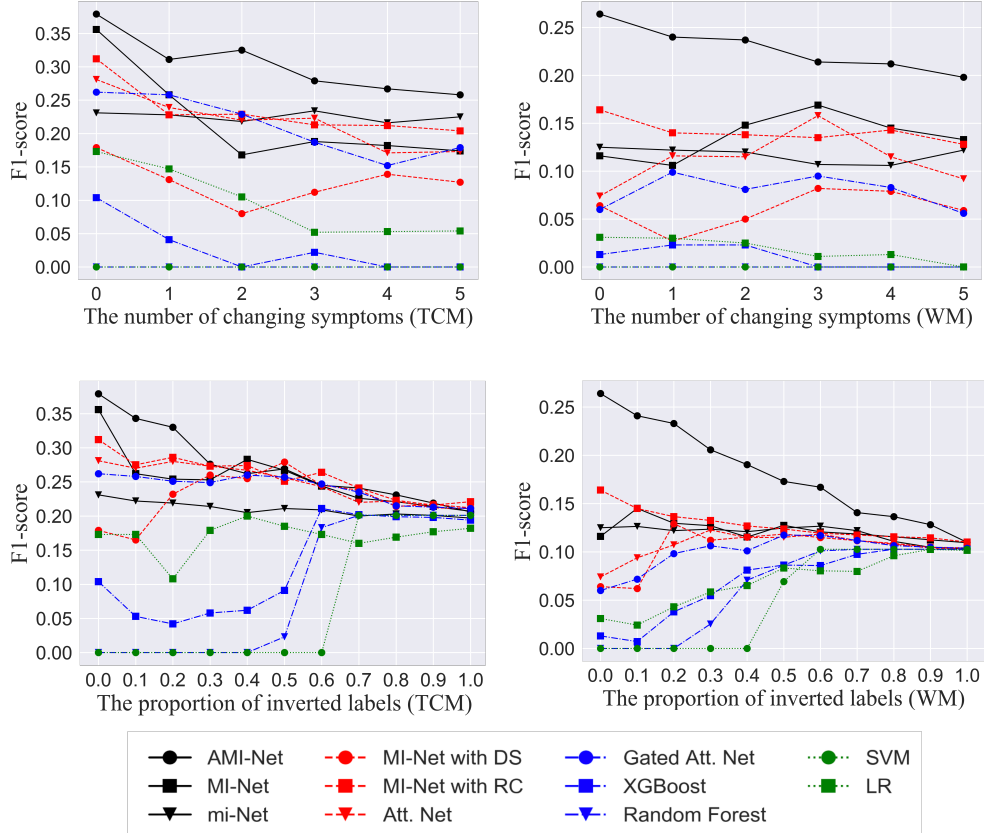 0.35
0.30
0.25
0.20
0.15
0.10
0.05
0.00
F1-score
0 1 2 3 4 5
The number of changing symptoms (TCM)
0.25
0.20
0.15
0.10
0.05
0.00
F1-score
0 1 2 3 4 5
The number of changing symptoms (WM)
0.35
0.30
0.25
0.20
0.15
0.10
0.05
0.00
F1-score
0.0 0.1 0.2 0.3 0.4 0.5 0.6 0.7 0.8 0.9 1.0
The proportion of inverted labels (TCM)
0.25
0.20
0.15
0.10
0.05
0.00
F1-score
0.0 0.1 0.2 0.3 0.4 0.5 0.6 0.7 0.8 0.9 1.0
The proportion of inverted labels (WM)
AMI-Net
MI-Net
mi-Net
MI-Net with DS
MI-Net with RC
Att. Net
Gated Att. Net
XGBoost
Random Forest
SVM
LR